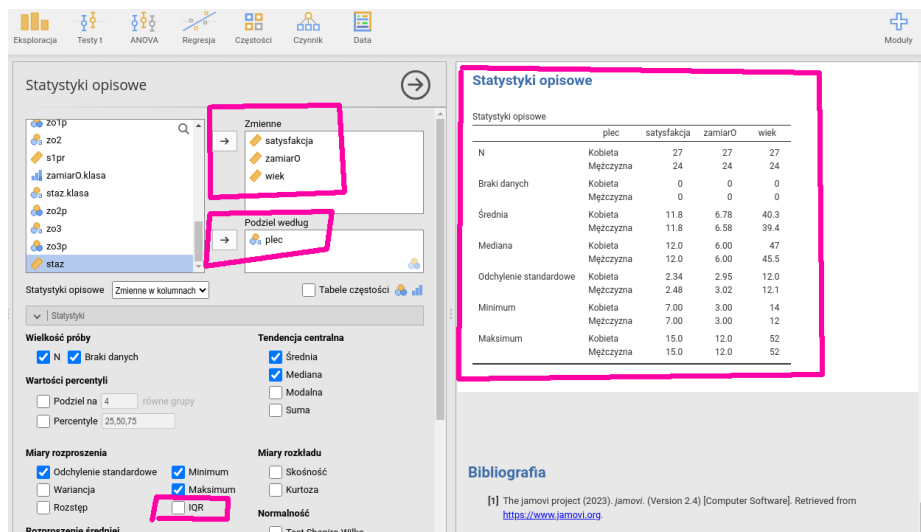 Eksploracja Testy t ANOVA Regresja Częstości Czynnik Data Moduły
Statystyki opisowe
zo1p
zo2
s1pr
zamiarO.klasa
staz.klasa
zo2p
zo3
zo3p
staz
Zmienne
satysfakcja
zamiarO
wiek
Podziel według
plec
Statystyki opisowe Zmienne w kolumnach Tabele częstości
Statystyki
Wielkość próby
N Braki danych
Wartości percentyli
Podziel na 4 równe grupy
Percentyle 25,50,75
Tendencja centralna
Średnia
Mediana
Modalna
Suma
Miary rozproszenia
Odchylenie standardowe Minimum
Wariancja Maksimum
Rozstęp IQR
Miary rozkładu
Skośność
Kurtoza
Normalność
Test Shapiro-Wilka
Rozproszenie średniej
Statystyki opisowe
Statystyki opisowe
plec satysfakcja zamiarO wiek
N Kobieta 27 27 27
Mężczyzna 24 24 24
Braki danych Kobieta 0 0 0
Mężczyzna 0 0 0
Średnia Kobieta 11.8 6.78 40.3
Mężczyzna 11.8 6.58 39.4
Mediana Kobieta 12.0 6.00 47
Mężczyzna 12.0 6.00 45.5
Odchylenie standardowe Kobieta 2.34 2.95 12.0
Mężczyzna 2.48 3.02 12.1
Minimum Kobieta 7.00 3.00 14
Mężczyzna 7.00 3.00 12
Maksimum Kobieta 15.0 12.0 52
Mężczyzna 15.0 12.0 52
Bibliografia
[1] The jamovi project (2023). jamovi. (Version 2.4) [Computer Software]. Retrieved from
https://www.jamovi.org.